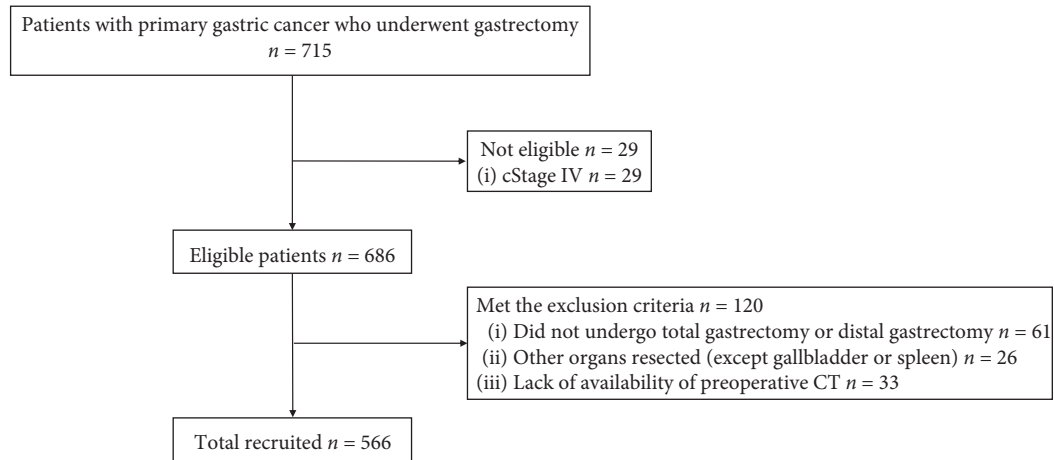 Patients with primary gastric cancer who underwent gastrectomy
n = 715
Not eligible n = 29
(i) cStage IV n = 29
Eligible patients n = 686
Met the exclusion criteria n = 120
(i) Did not undergo total gastrectomy or distal gastrectomy n = 61
(ii) Other organs resected (except gallbladder or spleen) n = 26
(iii) Lack of availability of preoperative CT n = 33
Total recruited n = 566